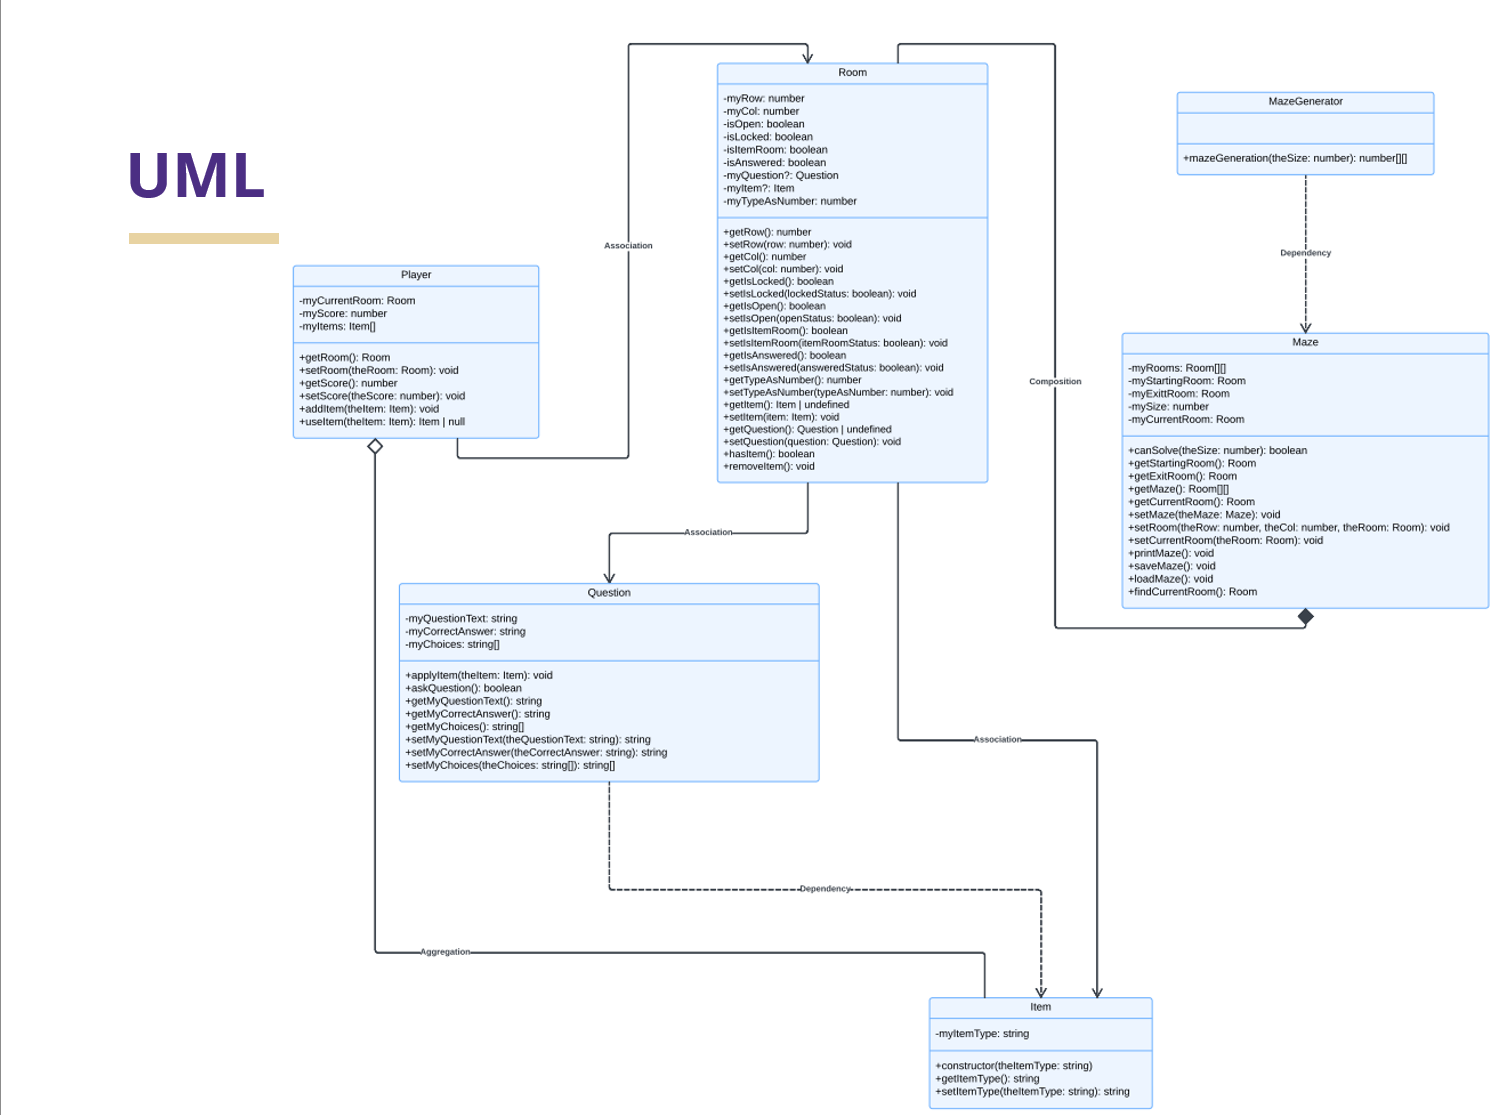 UML
Room
-myRow: number
-myCol: number
-isOpen: boolean
-isLocked: boolean
-isItemRoom: boolean
-isAnswered: boolean
-myQuestion?: Question
-myItem?: Item
-myTypeAsNumber: number
+getRow(): number
+setRow(row: number): void
+getCol(): number
+setCol(col: number): void
+getIsLocked(): boolean
+setIsLocked(lockedStatus: boolean): void
+getIsOpen(): boolean
+setIsOpen(openStatus: boolean): void
+getIsItemRoom(): boolean
+setIsItemRoom(itemRoomStatus: boolean): void
+getIsAnswered(): boolean
+setIsAnswered(answeredStatus: boolean): void
+getTypeAsNumber(): number
+setTypeAsNumber(typeAsNumber: number): void
+getItem(): Item | undefined
+setItem(item: Item): void
+getQuestion(): Question | undefined
+setQuestion(question: Question): void
+hasItem(): boolean
+removeItem(): void
MazeGenerator
+mazeGeneration(theSize: number): number[][]
Association
Dependency
Player
-myCurrentRoom: Room
-myScore: number
-myItems: Item[]
+getRoom(): Room
+setRoom(theRoom: Room): void
+getScore(): number
+setScore(theScore: number): void
+addItem(theItem: Item): void
+useItem(theItem: Item): Item | null
Composition
Maze
-myRooms: Room[][]
-myStartingRoom: Room
-myExittRoom: Room
-mySize: number
-myCurrentRoom: Room
+canSolve(theSize: number): boolean
+getStartingRoom(): Room
+getExitRoom(): Room
+getMaze(): Room[][]
+getCurrentRoom(): Room
+setMaze(theMaze: Maze): void
+setRoom(theRow: number, theCol: number, theRoom: Room): void
+setCurrentRoom(theRoom: Room): void
+printMaze(): void
+saveMaze(): void
+loadMaze(): void
+findCurrentRoom(): Room
Association
Question
-myQuestionText: string
-myCorrectAnswer: string
-myChoices: string[]
+applyItem(theItem: Item): void
+askQuestion(): boolean
+getMyQuestionText(): string
+getMyCorrectAnswer(): string
+getMyChoices(): string[]
+setMyQuestionText(theQuestionText: string): string
+setMyCorrectAnswer(theCorrectAnswer: string): string
+setMyChoices(theChoices: string[]): string[]
Association
Dependency
Aggregation
Item
-myItemType: string
+constructor(theItemType: string)
+getItemType(): string
+setItemType(theItemType: string): string